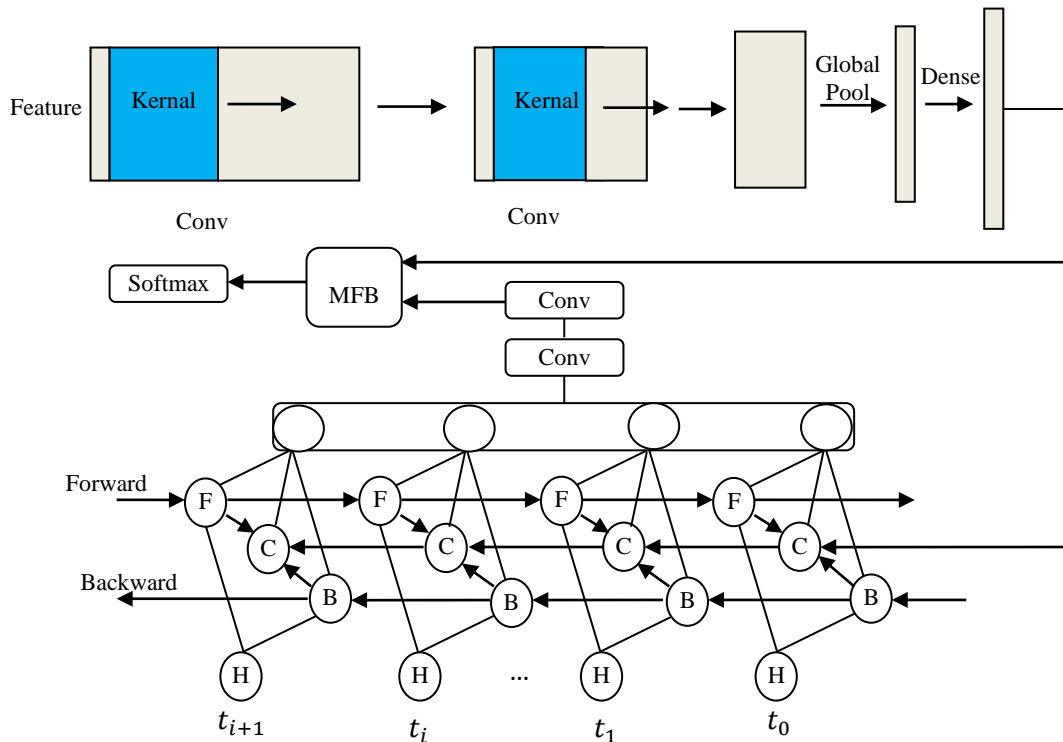 Feature
Kernal
Kernal
Global
Pool
Dense
Conv
Conv
Softmax
MFB
Conv
Conv
Forward
F
F
F
F
C
C
C
C
Backward
B
B
B
B
H
H
...
H
H
t_{i+1}
t_i
t_1
t_0